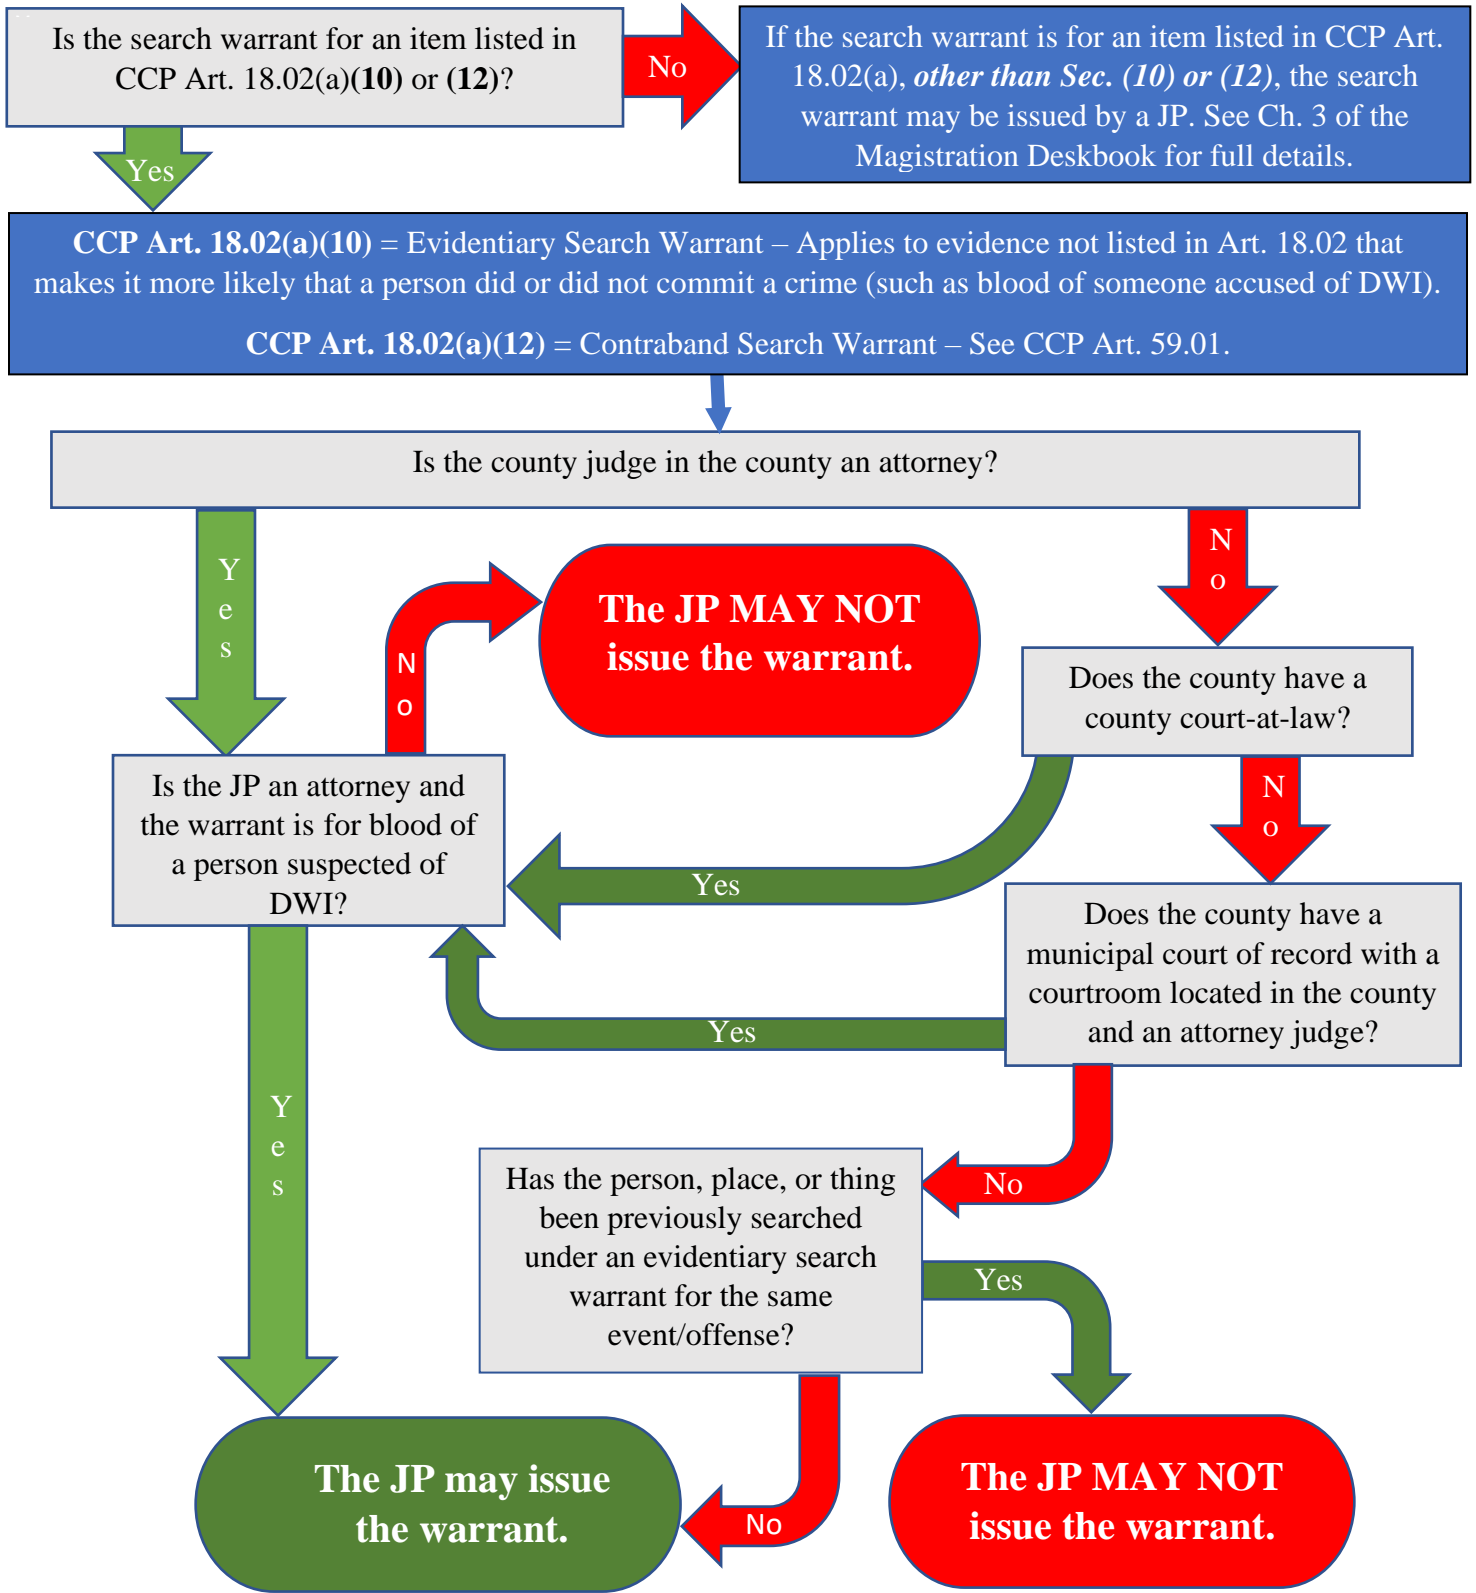 Is the search warrant for an item listed in
CCP Art. 18.02(a)(10) or (12)?
No
If the search warrant is for an item listed in CCP Art.
18.02(a), other than Sec. (10) or (12), the search
warrant may be issued by a JP. See Ch. 3 of the
Magistration Deskbook for full details.
Yes
CCP Art. 18.02(a)(10) = Evidentiary Search Warrant – Applies to evidence not listed in Art. 18.02 that
makes it more likely that a person did or did not commit a crime (such as blood of someone accused of DWI).
CCP Art. 18.02(a)(12) = Contraband Search Warrant – See CCP Art. 59.01.
Is the county judge in the county an attorney?
Yes
No
The JP MAY NOT
issue the warrant.
No
Does the county have a
county court-at-law?
Is the JP an attorney and
the warrant is for blood of
a person suspected of
DWI?
Yes
No
Does the county have a
municipal court of record with a
courtroom located in the county
and an attorney judge?
Yes
Yes
No
Has the person, place, or thing
been previously searched
under an evidentiary search
warrant for the same
event/offense?
Yes
The JP may issue
the warrant.
No
The JP MAY NOT
issue the warrant.